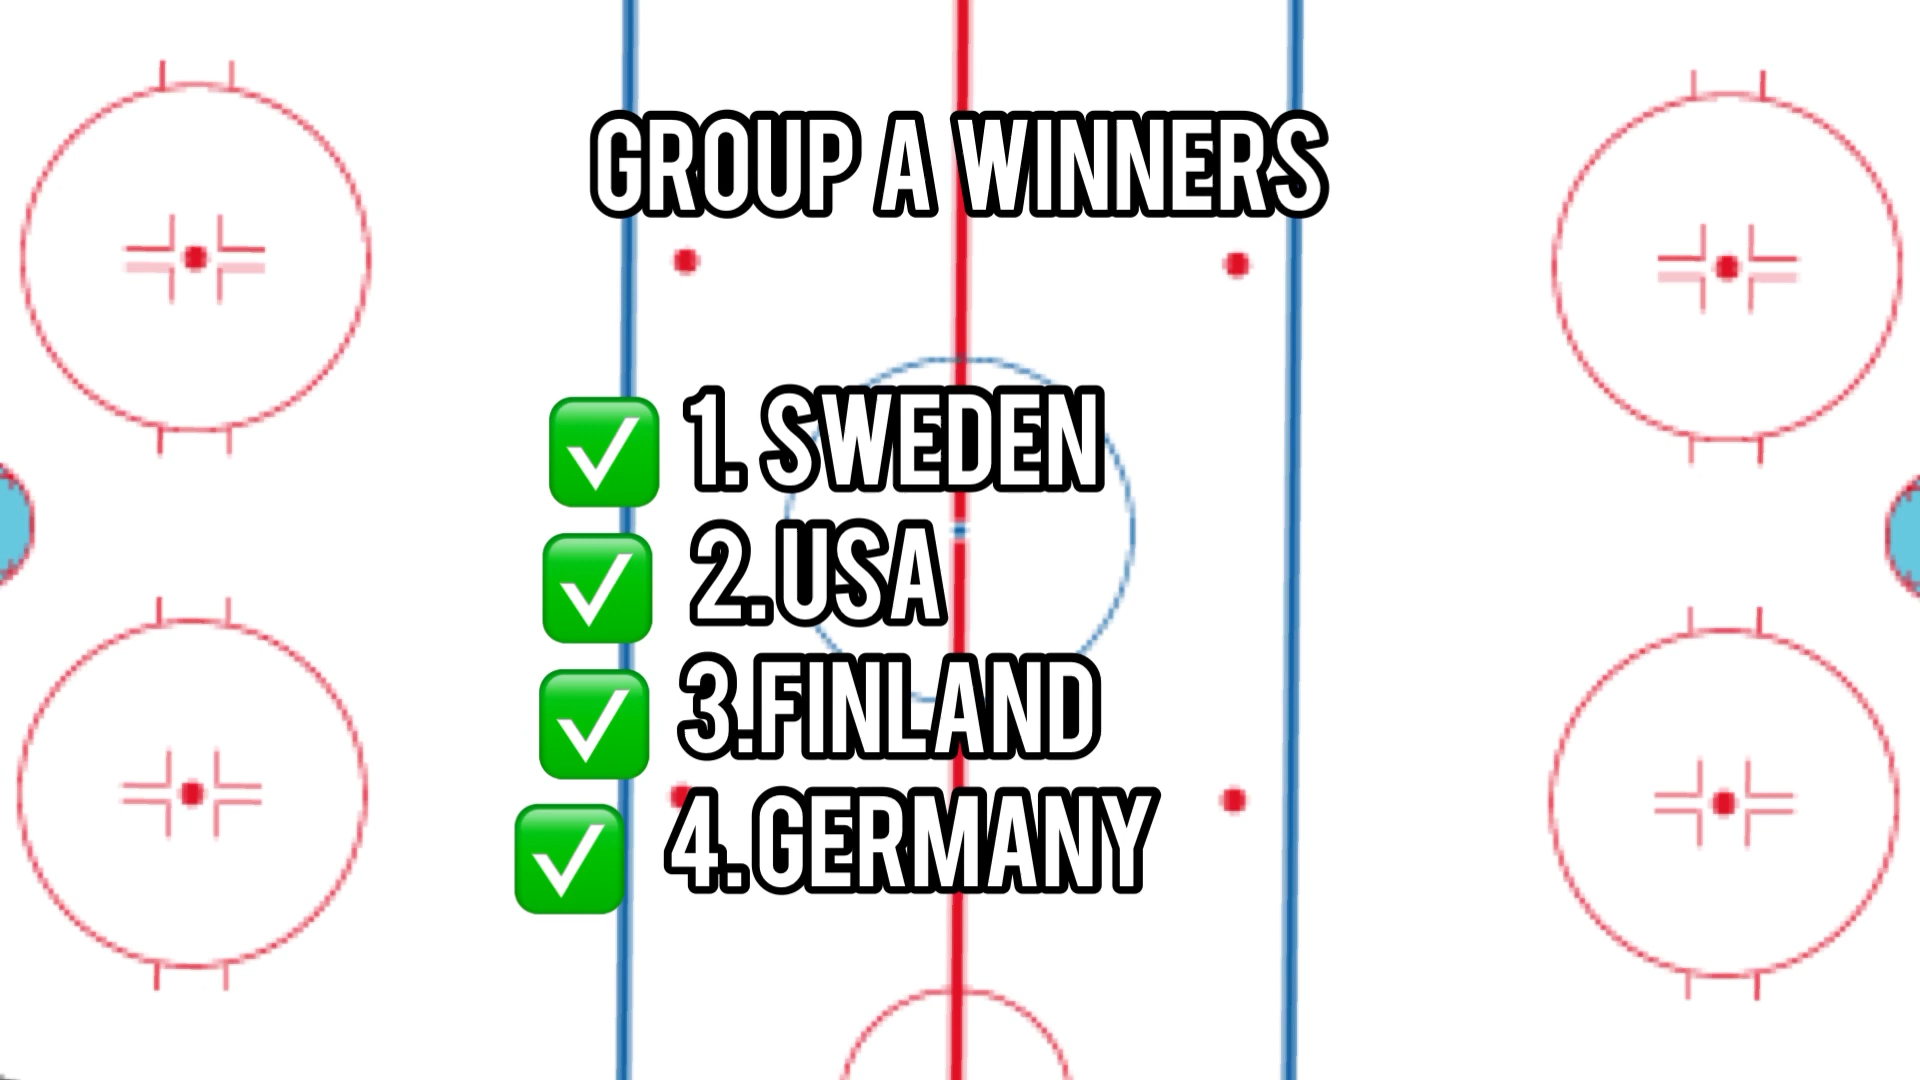 GROUP A WINNERS
✅ 1. SWEDEN
✅ 2.USA
✅ 3.FINLAND
✅ 4.GERMANY